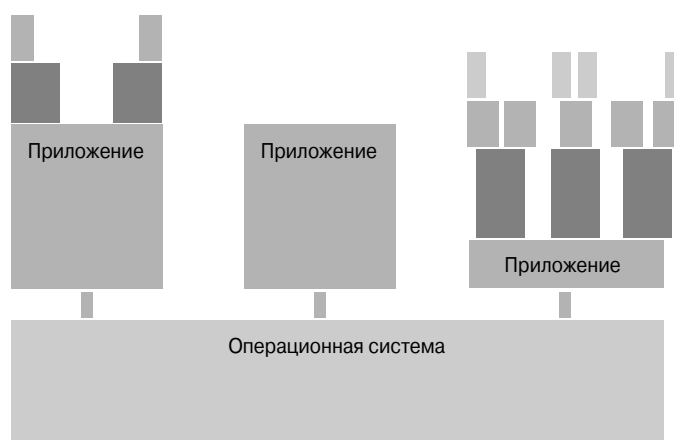 Приложение
Приложение
Приложение
Операционная система